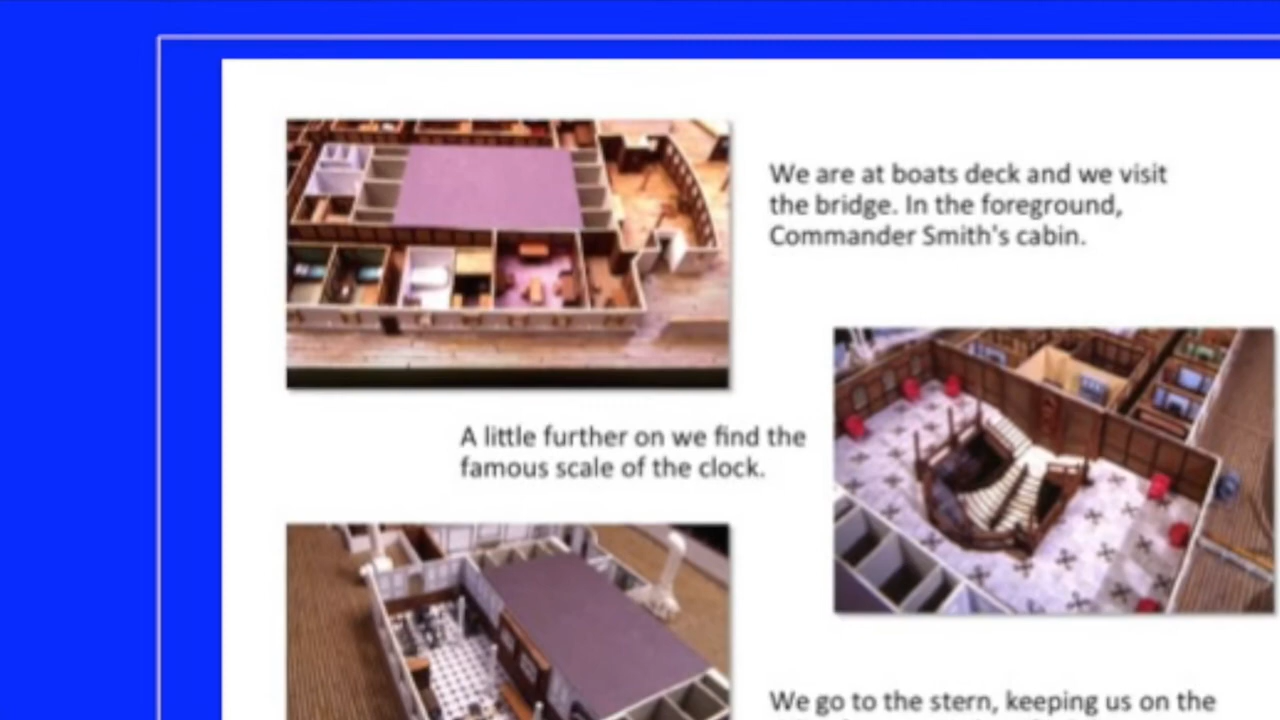 We are at boats deck and we visit
the bridge. In the foreground,
Commander Smith's cabin.
A little further on we find the
famous scale of the clock.
We go to the stern, keeping us on the